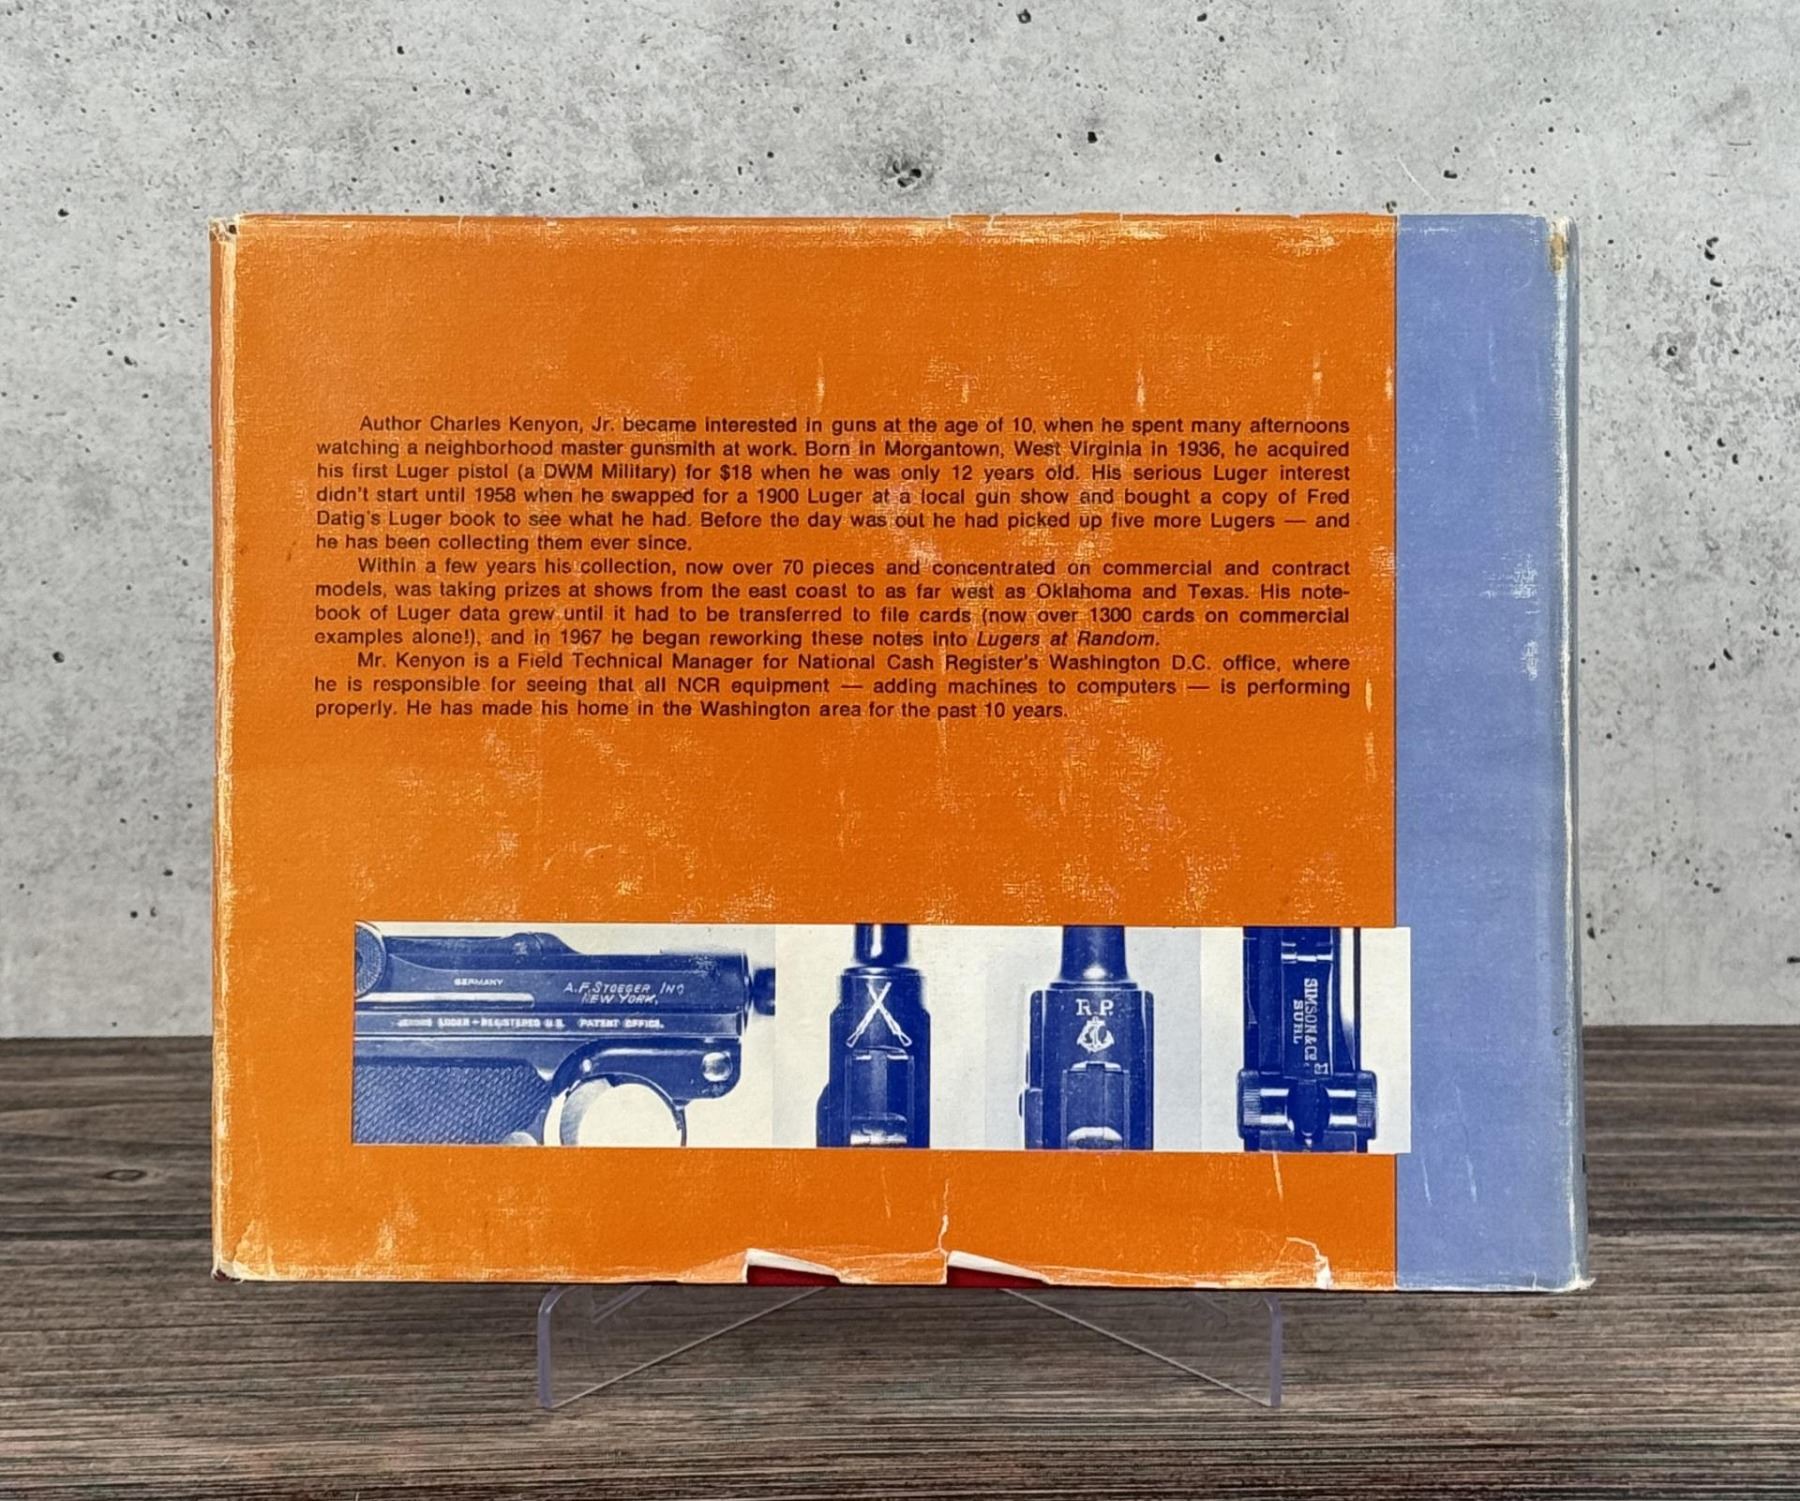 Author Charles Kenyon, Jr. became interested in guns at the age of 10, when he spent many afternoons
watching a neighborhood master gunsmith at work. Born in Morgantown, West Virginia in 1936, he acquired
his first Luger pistol (a DWM Military) for $18 when he was only 12 years old. His serious Luger interest
didn't start until 1958 when he swapped for a 1900 Luger at a local gun show and bought a copy of Fred
Datig's Luger book to see what he had. Before the day was out he had picked up five more Lugers — and
he has been collecting them ever since.
Within a few years his collection, now over 70 pieces and concentrated on commercial and contract
models, was taking prizes at shows from the east coast to as far west as Oklahoma and Texas. His note-
book of Luger data grew until it had to be transferred to file cards (now over 1300 cards on commercial
examples alone!), and in 1967 he began reworking these notes into Lugers at Random.
Mr. Kenyon is a Field Technical Manager for National Cash Register's Washington D.C. office, where
he is responsible for seeing that all NCR equipment — adding machines to computers — is performing
properly. He has made his home in the Washington area for the past 10 years.
GERMANY
A.F. STOEGER INC
NEW YORK.
LUGER - REGISTERED U.S. PATENT OFFICE.
R.P.
SIMSON & Co
SUHL